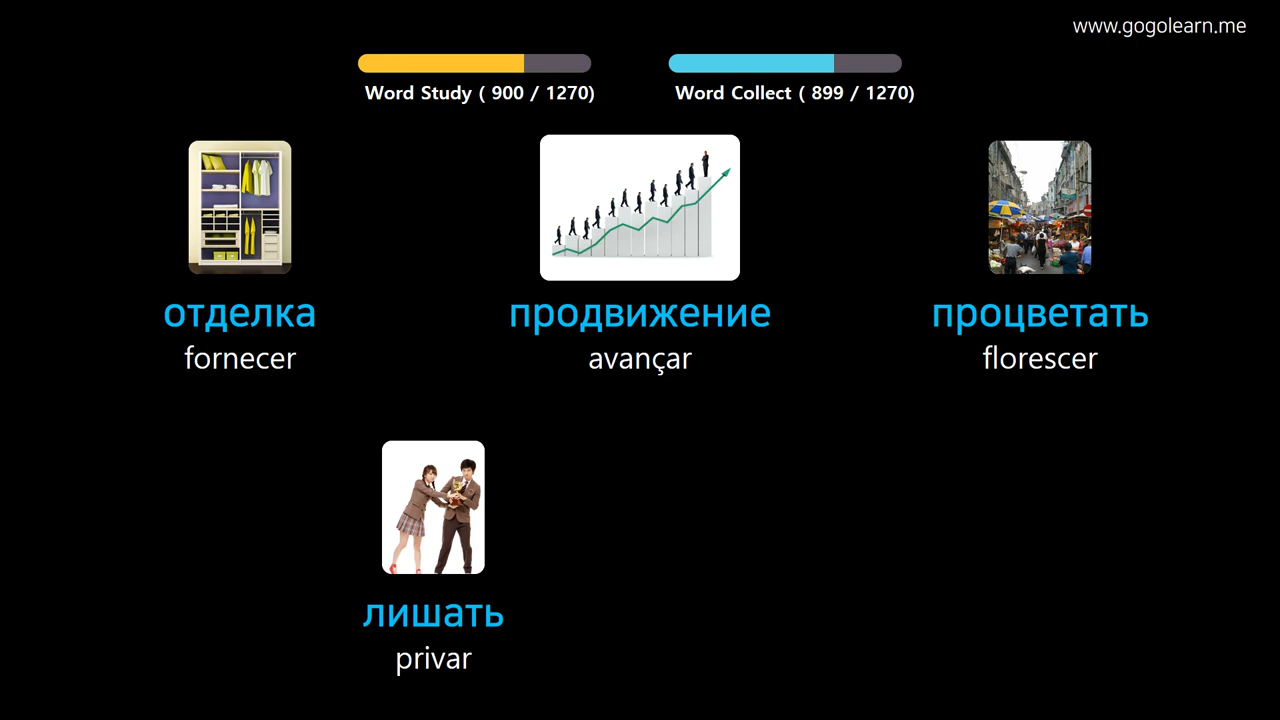 www.gogolearn.me
Word Study ( 900 / 1270)
Word Collect ( 899 / 1270)
отделка
fornecer
продвижение
avançar
процветать
florescer
лишать
privar